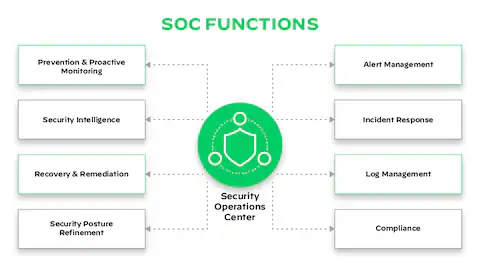 SOC FUNCTIONS
Prevention & Proactive
Monitoring
Security Intelligence
Recovery & Remediation
Security Posture
Refinement
Security
Operations
Center
Alert Management
Incident Response
Log Management
Compliance